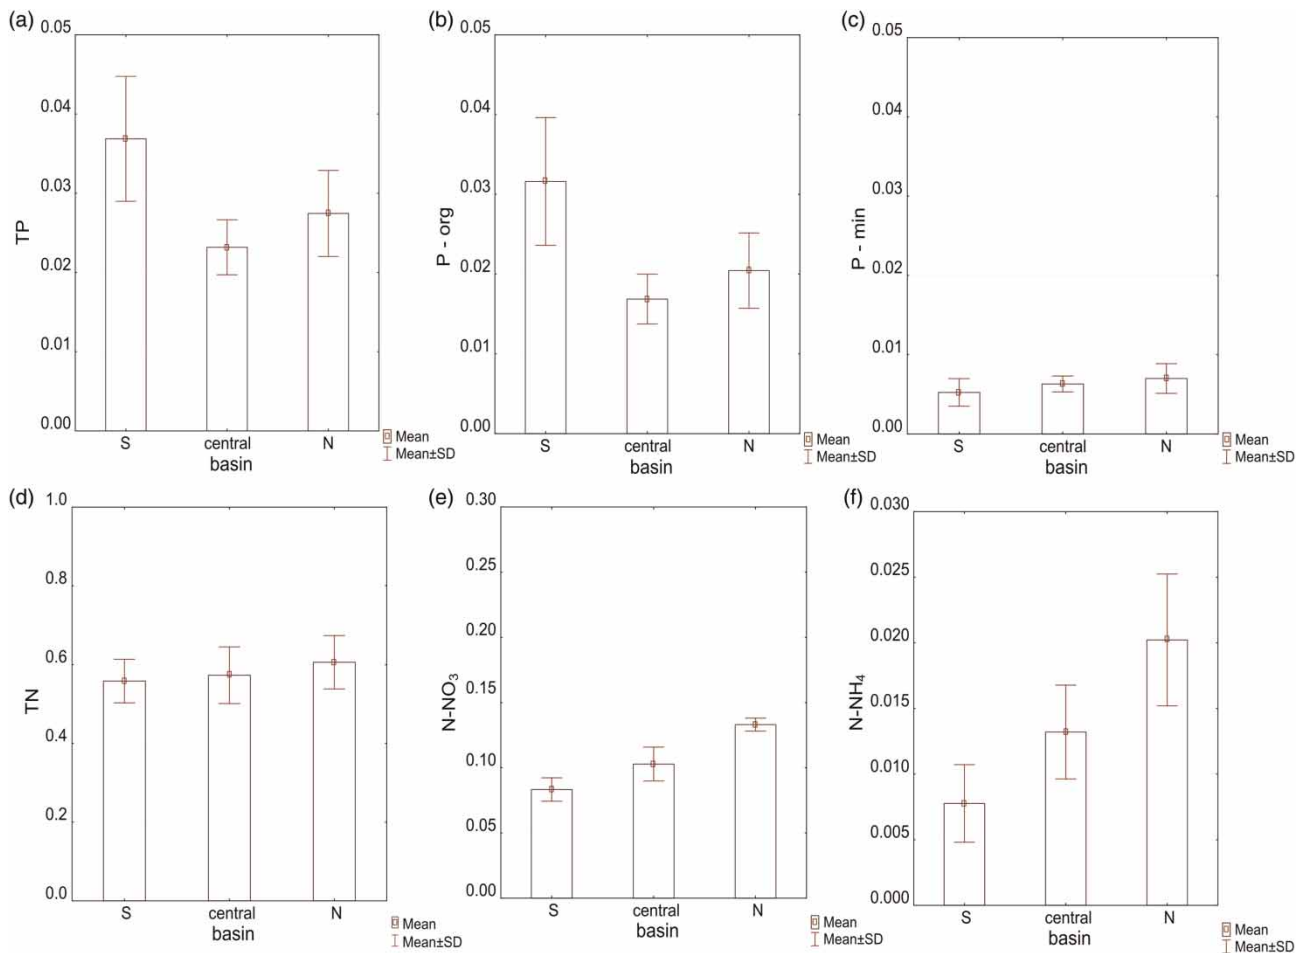 (a)
0.05
0.04
0.03
0.02
0.01
0.00
TP
S central N
basin
Mean
Mean±SD
(b)
0.05
0.04
0.03
0.02
0.01
0.00
P - org
S central N
basin
Mean
Mean±SD
(c)
0.05
0.04
0.03
0.02
0.01
0.00
P - min
S central N
basin
Mean
Mean±SD
(d)
1.0
0.8
0.6
0.4
0.2
0.0
TN
S central N
basin
Mean
Mean±SD
(e)
0.30
0.25
0.20
0.15
0.10
0.05
0.00
N-NO₃
S central N
basin
Mean
Mean±SD
(f)
0.030
0.025
0.020
0.015
0.010
0.005
0.000
N-NH₄
S central N
basin
Mean
Mean±SD